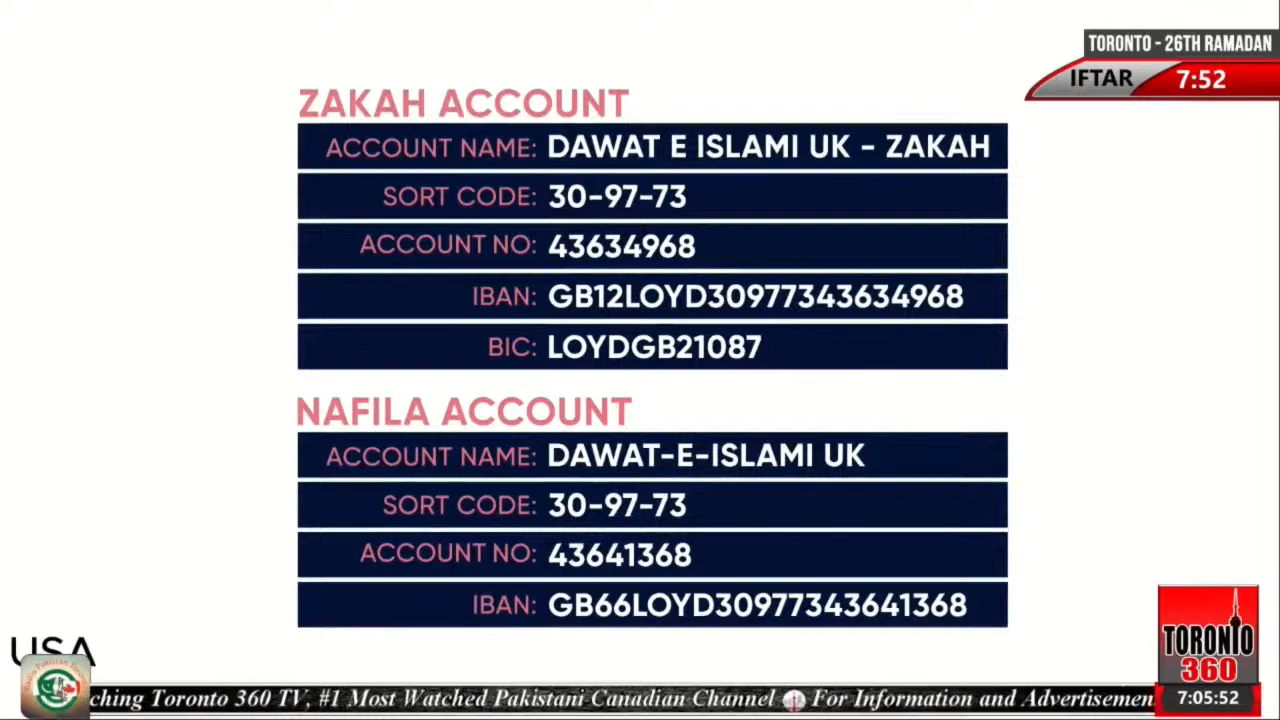 TORONTO - 26TH RAMADAN
IFTAR 7:52
ZAKAH ACCOUNT
ACCOUNT NAME: DAWAT E ISLAMI UK - ZAKAH
SORT CODE: 30-97-73
ACCOUNT NO: 43634968
IBAN: GB12LOYD30977343634968
BIC: LOYDGB21087
NAFILA ACCOUNT
ACCOUNT NAME: DAWAT-E-ISLAMI UK
SORT CODE: 30-97-73
ACCOUNT NO: 43641368
IBAN: GB66LOYD30977343641368
USA
TORONTO
360
7:05:52
ching Toronto 360 TV, #1 Most Watched Pakistani Canadian Channel For Information and Advertisemen